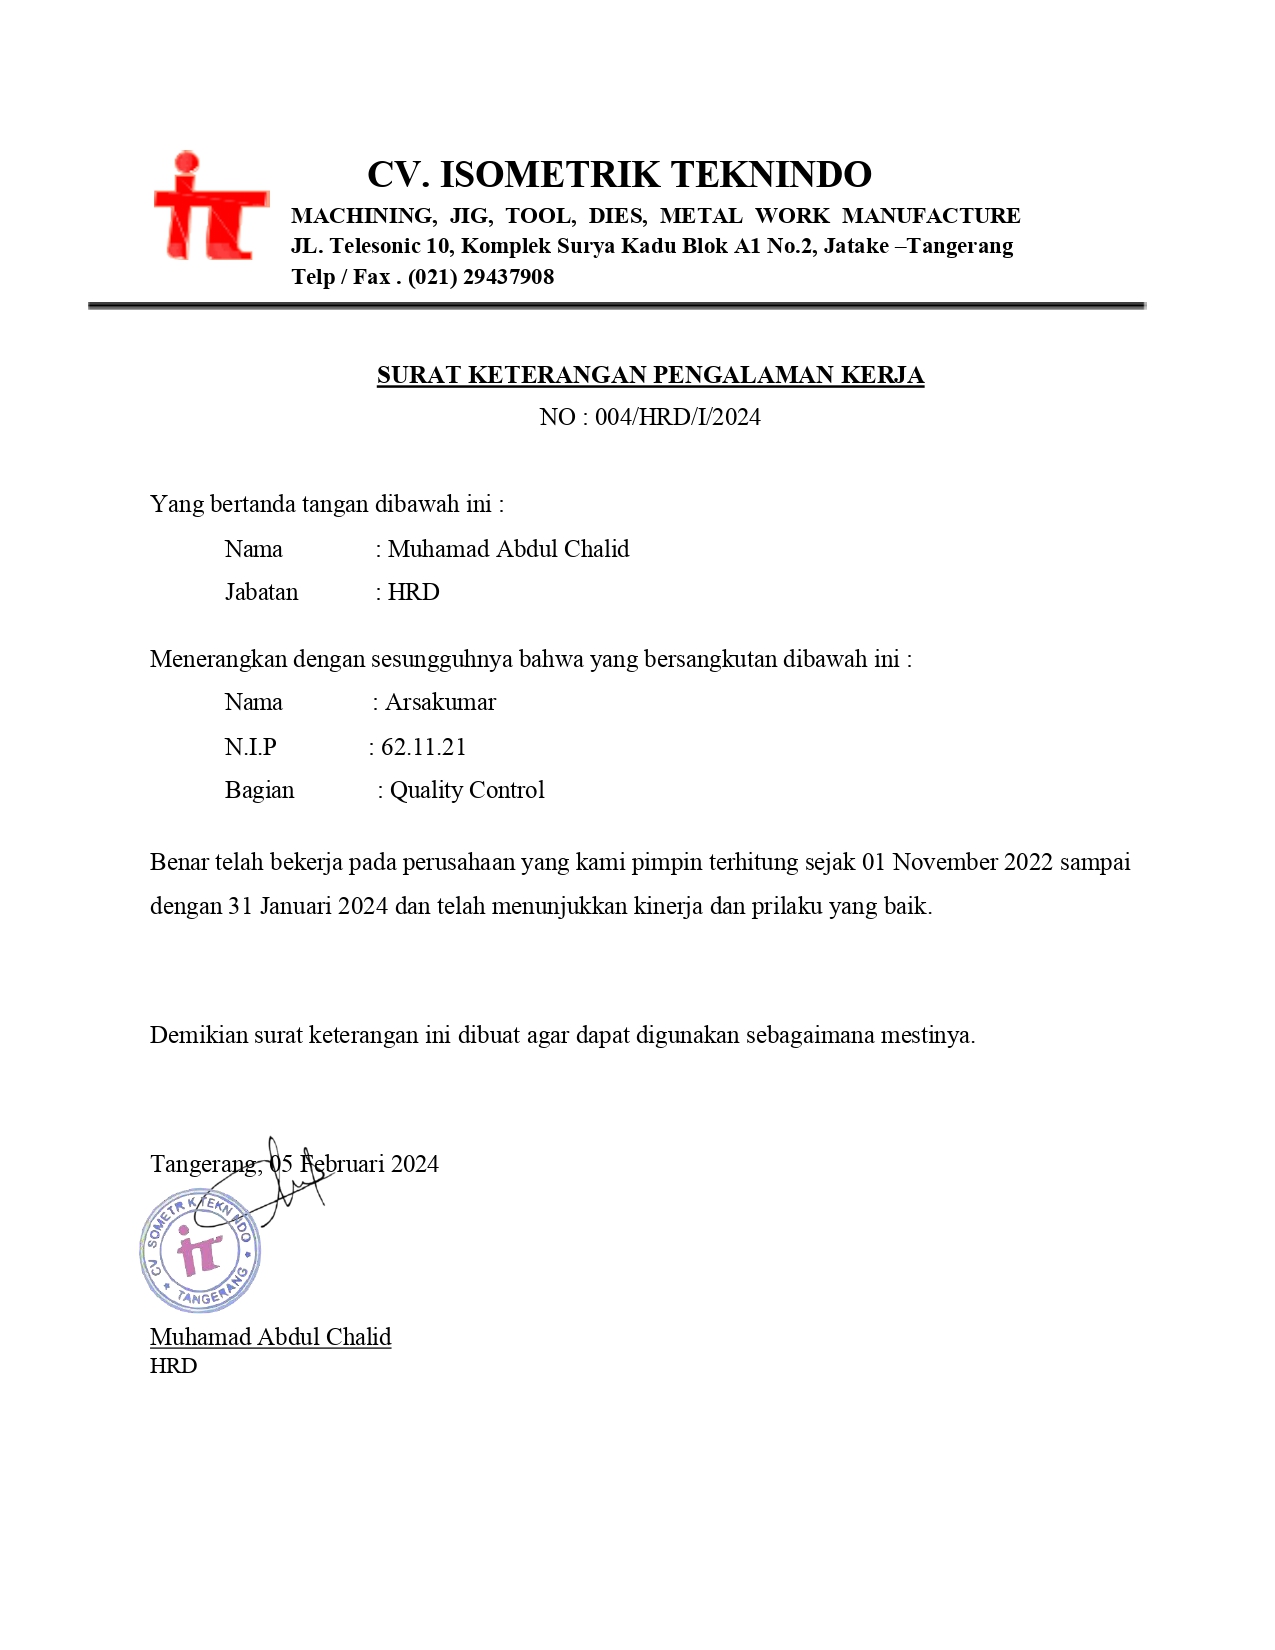 CV. ISOMETRIK TEKNINDO
MACHINING, JIG, TOOL, DIES, METAL WORK MANUFACTURE
JL. Telesonic 10, Komplek Surya Kadu Blok A1 No.2, Jatake –Tangerang
Telp / Fax . (021) 29437908
SURAT KETERANGAN PENGALAMAN KERJA
NO : 004/HRD/I/2024
Yang bertanda tangan dibawah ini :
Nama : Muhamad Abdul Chalid
Jabatan : HRD
Menerangkan dengan sesungguhnya bahwa yang bersangkutan dibawah ini :
Nama : Arsakumar
N.I.P : 62.11.21
Bagian : Quality Control
Benar telah bekerja pada perusahaan yang kami pimpin terhitung sejak 01 November 2022 sampai
dengan 31 Januari 2024 dan telah menunjukkan kinerja dan prilaku yang baik.
Demikian surat keterangan ini dibuat agar dapat digunakan sebagaimana mestinya.
Tangerang, 05 Februari 2024
CV SOMETR K TEKN NDO
TANGERANG
Muhamad Abdul Chalid
HRD